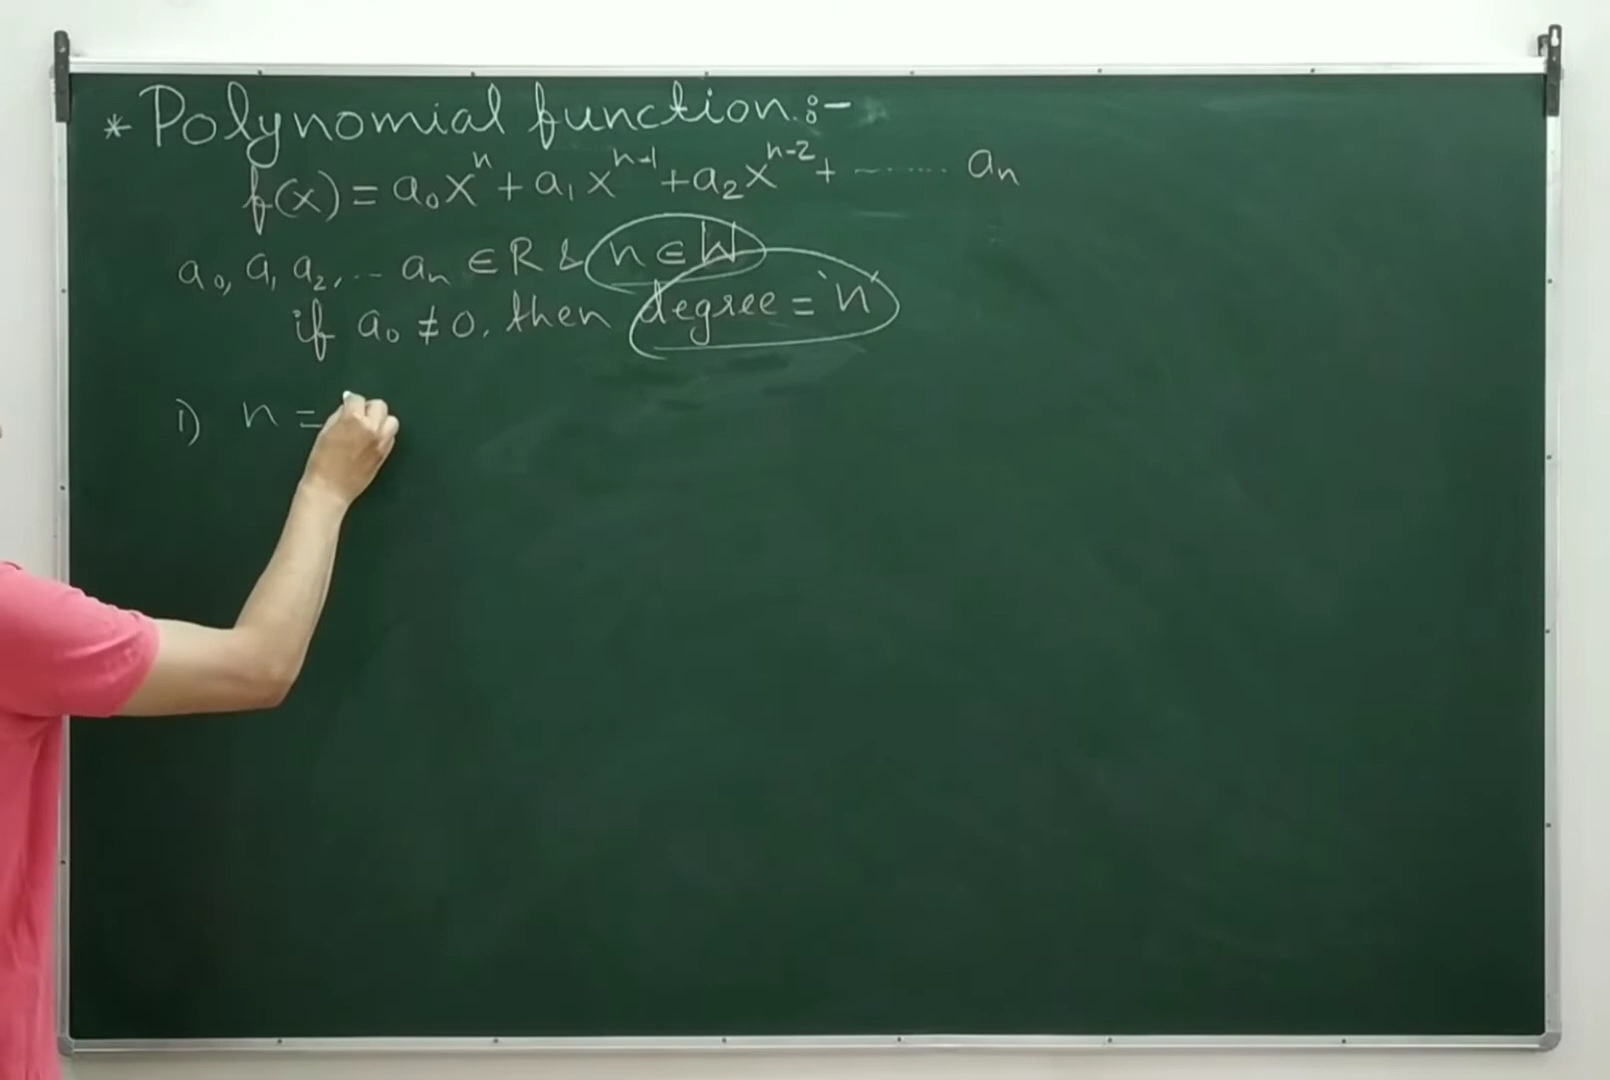 * Polynomial function :-
f(x) = a₀xⁿ + a₁xⁿ⁻¹ + a₂xⁿ⁻² + ........ aₙ
a₀, a₁ a₂, ... aₙ ∈ R & n ∈ W
if a₀ ≠ 0, then degree = 'n'
1) n =